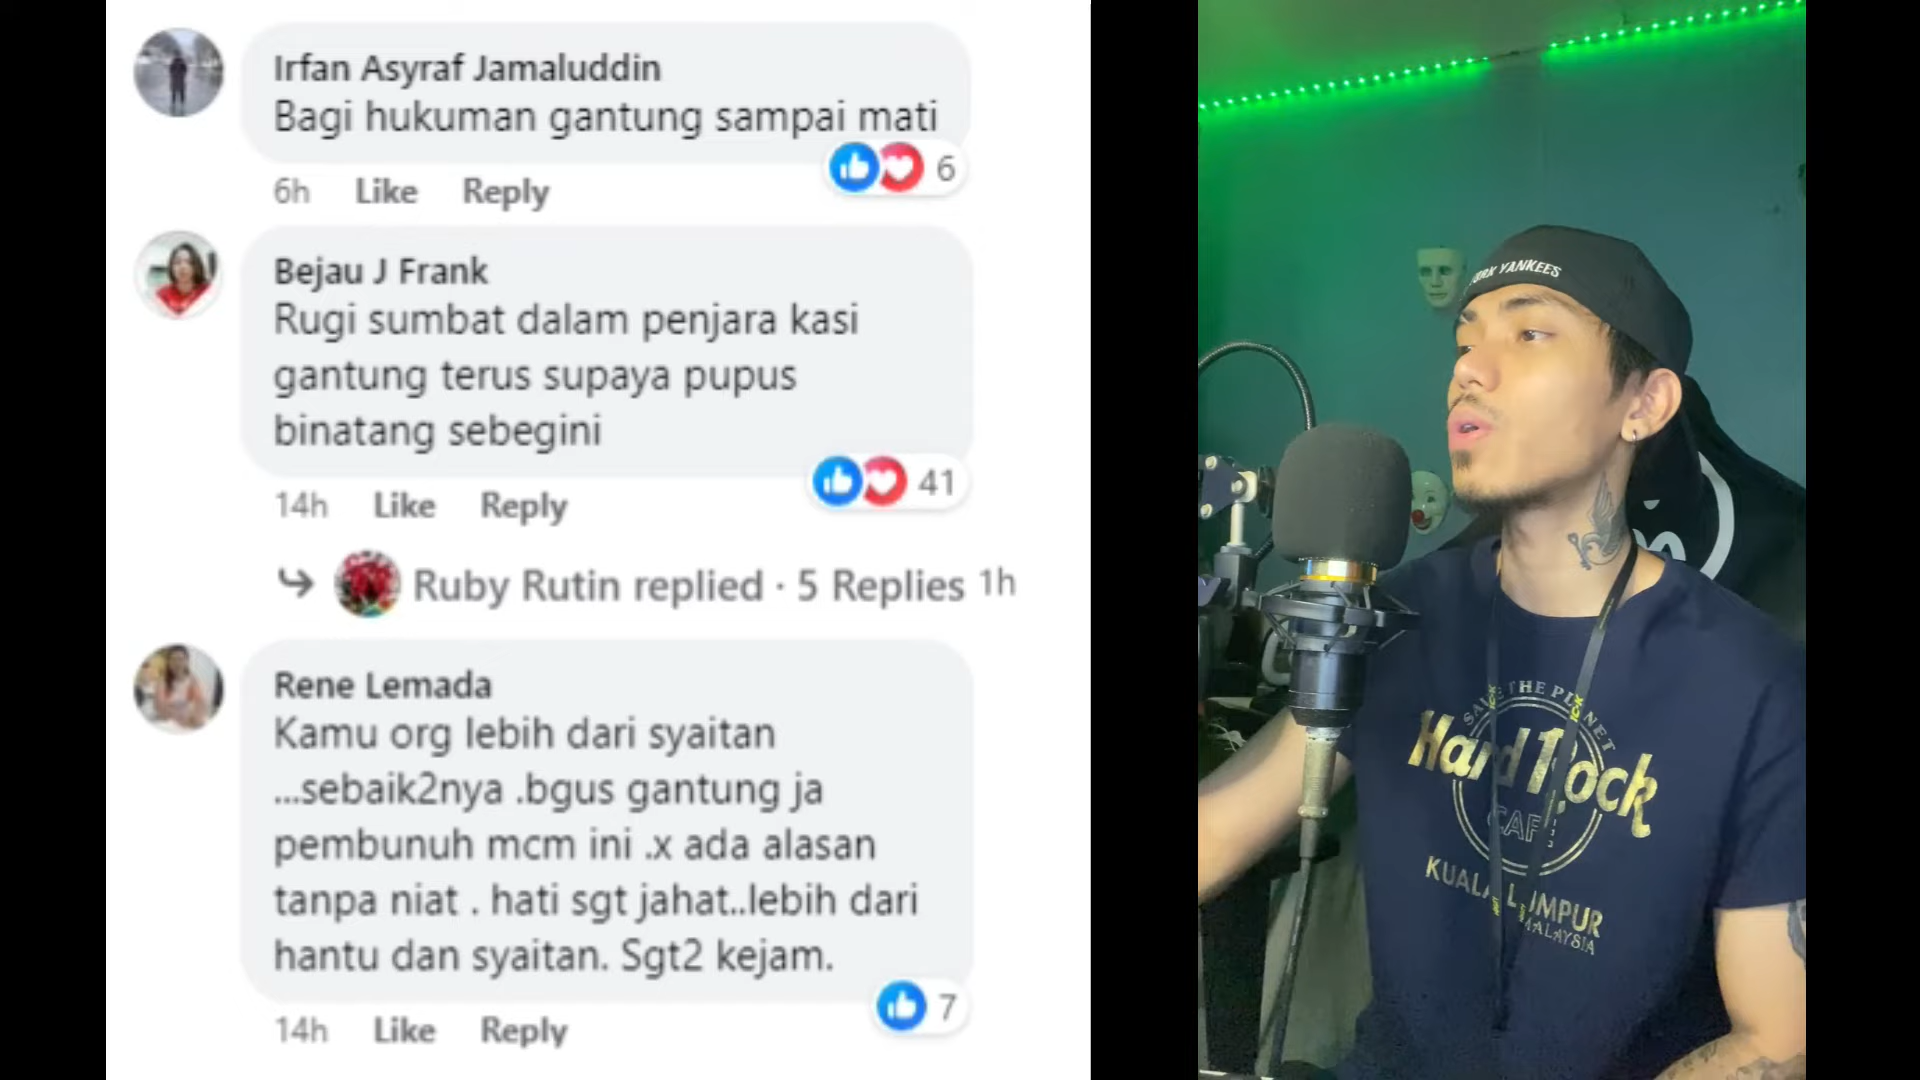 Irfan Asyraf Jamaluddin
Bagi hukuman gantung sampai mati
6
6h Like Reply
Bejau J Frank
Rugi sumbat dalam penjara kasi
gantung terus supaya pupus
binatang sebegini
41
14h Like Reply
Ruby Rutin replied · 5 Replies 1h
Rene Lemada
Kamu org lebih dari syaitan
...sebaik2nya .bgus gantung ja
pembunuh mcm ini .x ada alasan
tanpa niat . hati sgt jahat..lebih dari
hantu dan syaitan. Sgt2 kejam.
7
14h Like Reply
YANKEES
SAVE THE PLANET
Hard Rock
CAFE
KUALA LUMPUR
MALAYSIA